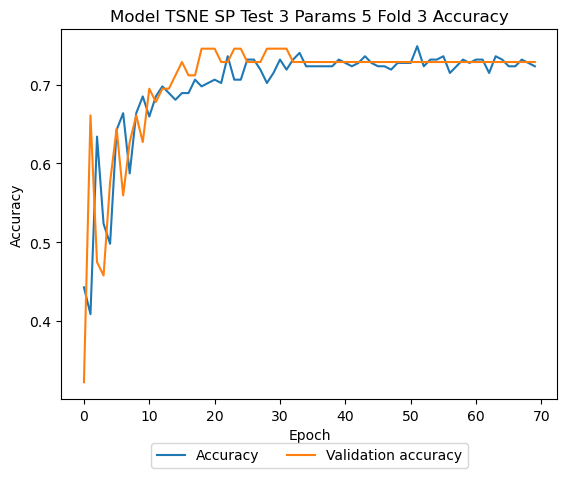 Model TSNE SP Test 3 Params 5 Fold 3 Accuracy
Accuracy
0.7
0.6
0.5
0.4
0 10 20 30 40 50 60 70
Epoch
Accuracy Validation accuracy